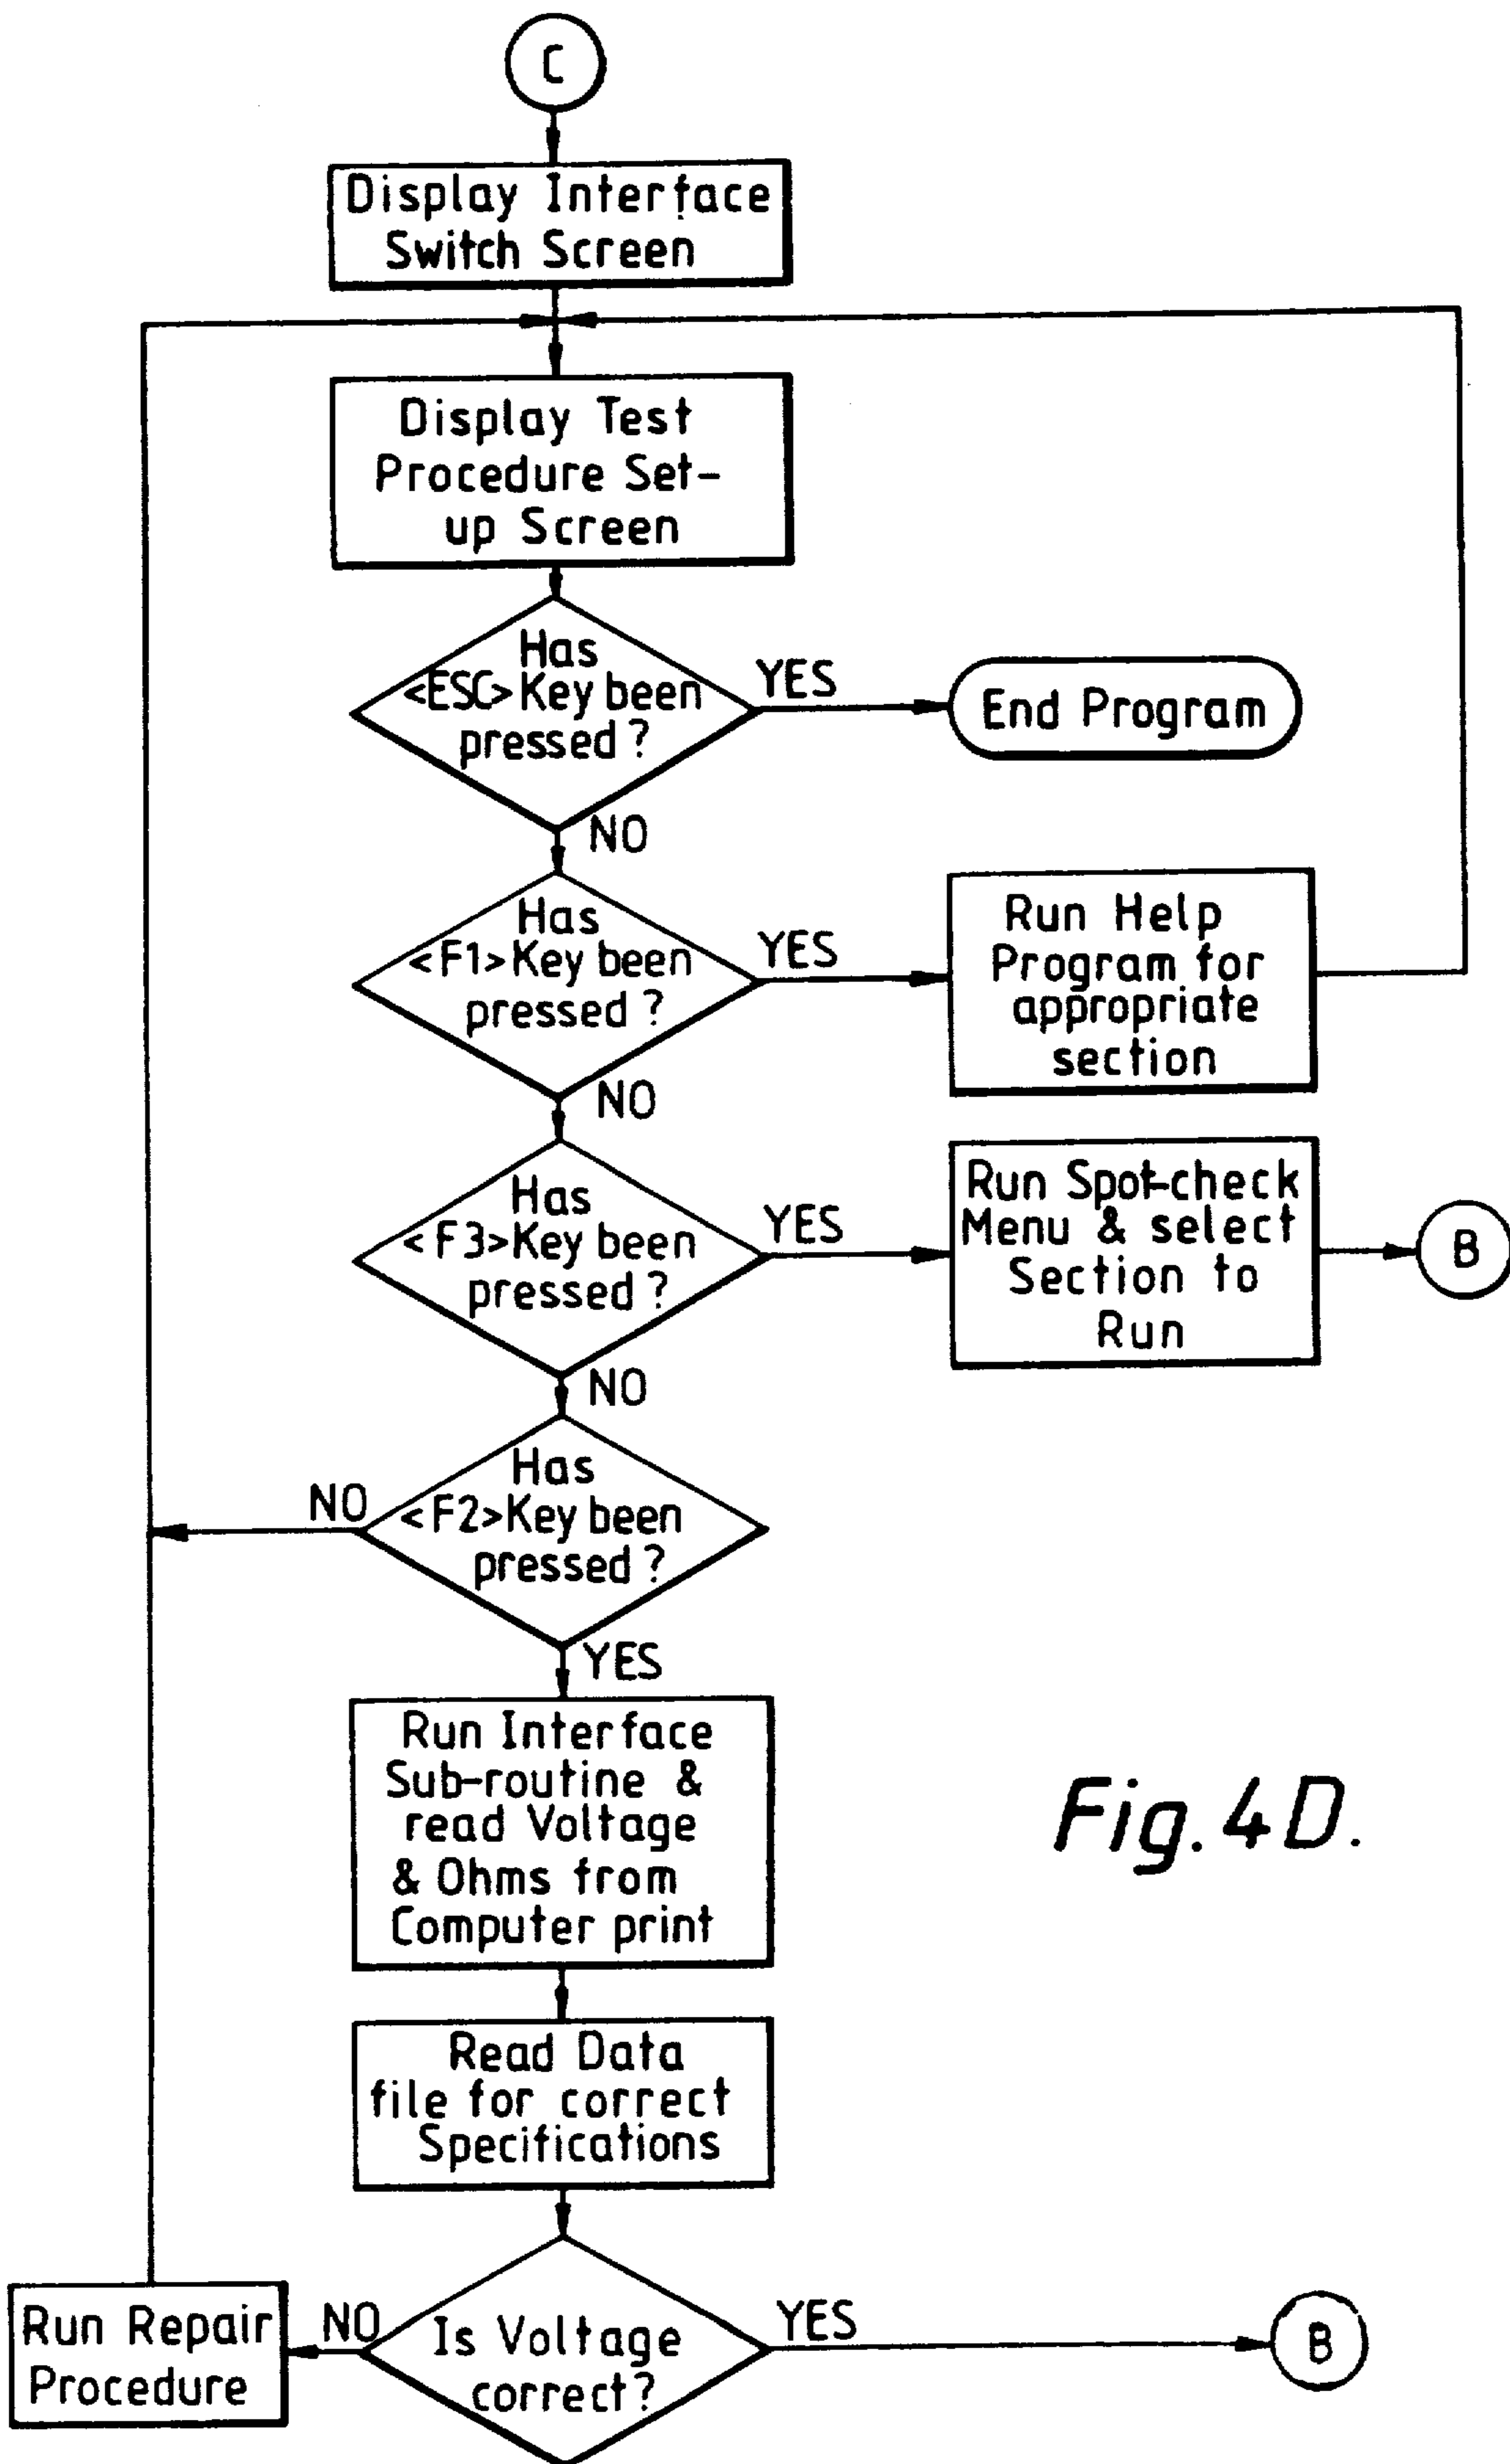 C
Display Interface
Switch Screen
Display Test
Procedure Set-
up Screen
Has
<ESC> Key been
pressed ?
YES
End Program
NO
Has
<F1> Key been
pressed ?
YES
Run Help
Program for
appropriate
section
NO
Has
<F3> Key been
pressed ?
YES
Run Spot-check
Menu & select
Section to
Run
B
NO
Has
<F2> Key been
pressed ?
NO
YES
Run Interface
Sub-routine &
read Voltage
& Ohms from
Computer print
Fig. 4D.
Read Data
file for correct
Specifications
Is Voltage
correct?
NO
Run Repair
Procedure
YES
B